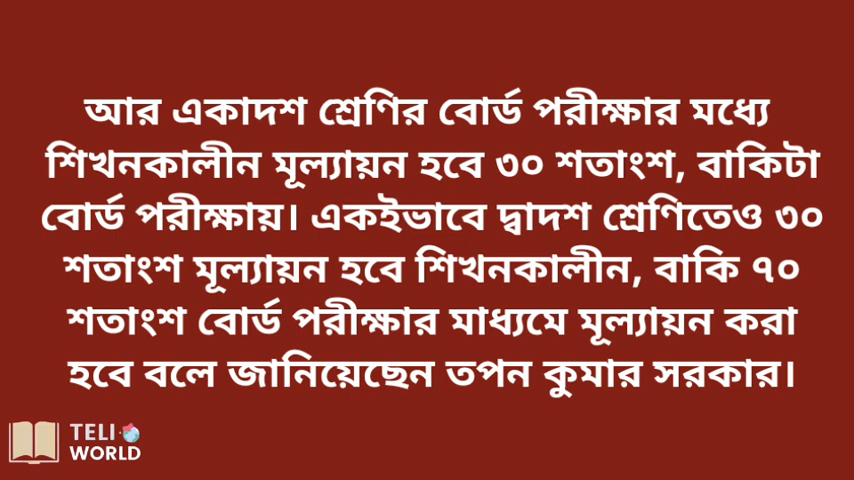 আর একাদশ শ্রেণির বোর্ড পরীক্ষার মধ্যে
শিখনকালীন মূল্যায়ন হবে ৩০ শতাংশ, বাকিটা
বোর্ড পরীক্ষায়। একইভাবে দ্বাদশ শ্রেণিতেও ৩০
শতাংশ মূল্যায়ন হবে শিখনকালীন, বাকি ৭০
শতাংশ বোর্ড পরীক্ষার মাধ্যমে মূল্যায়ন করা
হবে বলে জানিয়েছেন তপন কুমার সরকার।
TELI
WORLD